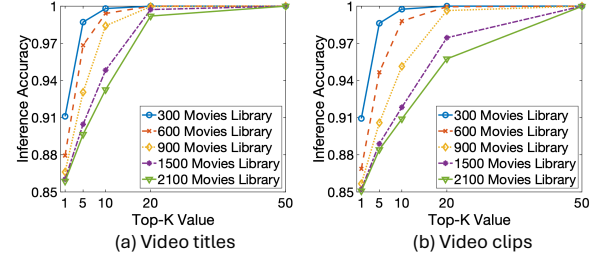 1
0.97
0.94
0.91
0.88
0.85
Inference Accuracy
300 Movies Library
600 Movies Library
900 Movies Library
1500 Movies Library
2100 Movies Library
1 5 10 20 50
Top-K Value
(a) Video titles
1
0.97
0.94
0.91
0.88
0.85
Inference Accuracy
300 Movies Library
600 Movies Library
900 Movies Library
1500 Movies Library
2100 Movies Library
1 5 10 20 50
Top-K Value
(b) Video clips